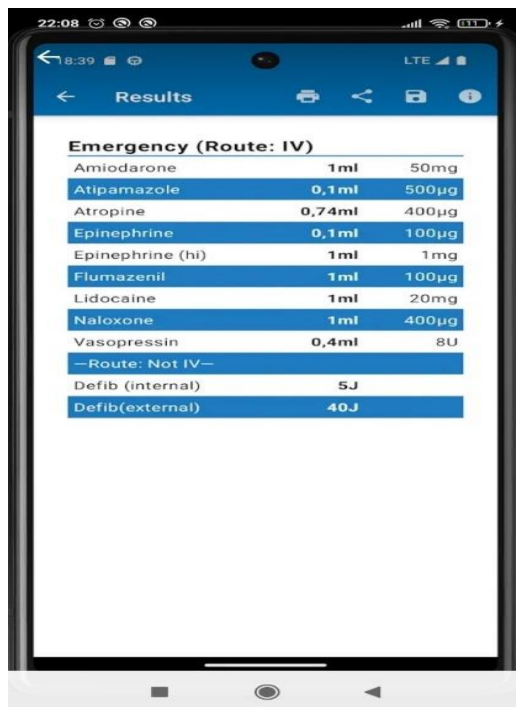 22:08
8:39 LTE
Results
Emergency (Route: IV)
Amiodarone 1ml 50mg
Atipamazole 0,1ml 500µg
Atropine 0,74ml 400µg
Epinephrine 0,1ml 100µg
Epinephrine (hi) 1ml 1mg
Flumazenil 1ml 100µg
Lidocaine 1ml 20mg
Naloxone 1ml 400µg
Vasopressin 0,4ml 8U
—Route: Not IV—
Defib (internal) 5J
Defib(external) 40J